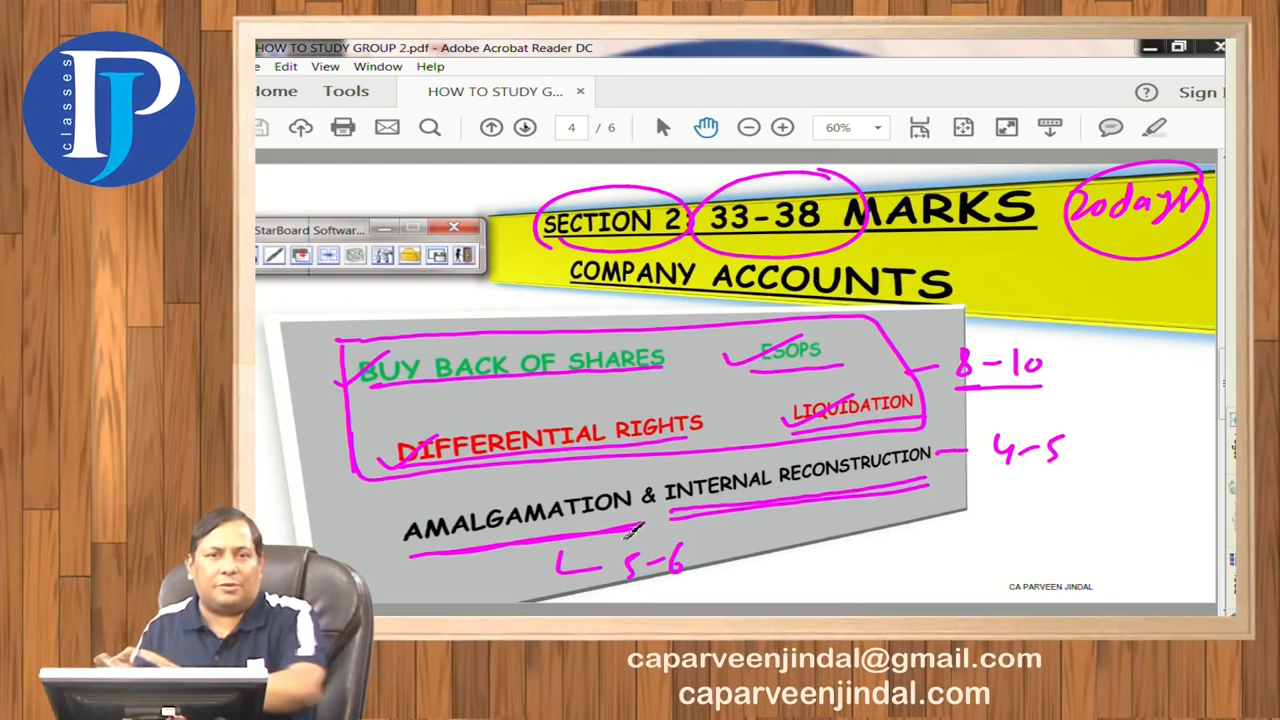 classes
PJ
HOW TO STUDY GROUP 2.pdf - Adobe Acrobat Reader DC
e Edit View Window Help
Home Tools HOW TO STUDY G... × Sign I
4 / 6 60%
SECTION 2 33-38 MARKS 20 days
COMPANY ACCOUNTS
StarBoard Softwar...
BUY BACK OF SHARES ESOPS 8-10
DIFFERENTIAL RIGHTS LIQUIDATION
AMALGAMATION & INTERNAL RECONSTRUCTION 4-5
5-6
CA PARVEEN JINDAL
caparveenjindal@gmail.com
caparveenjindal.com